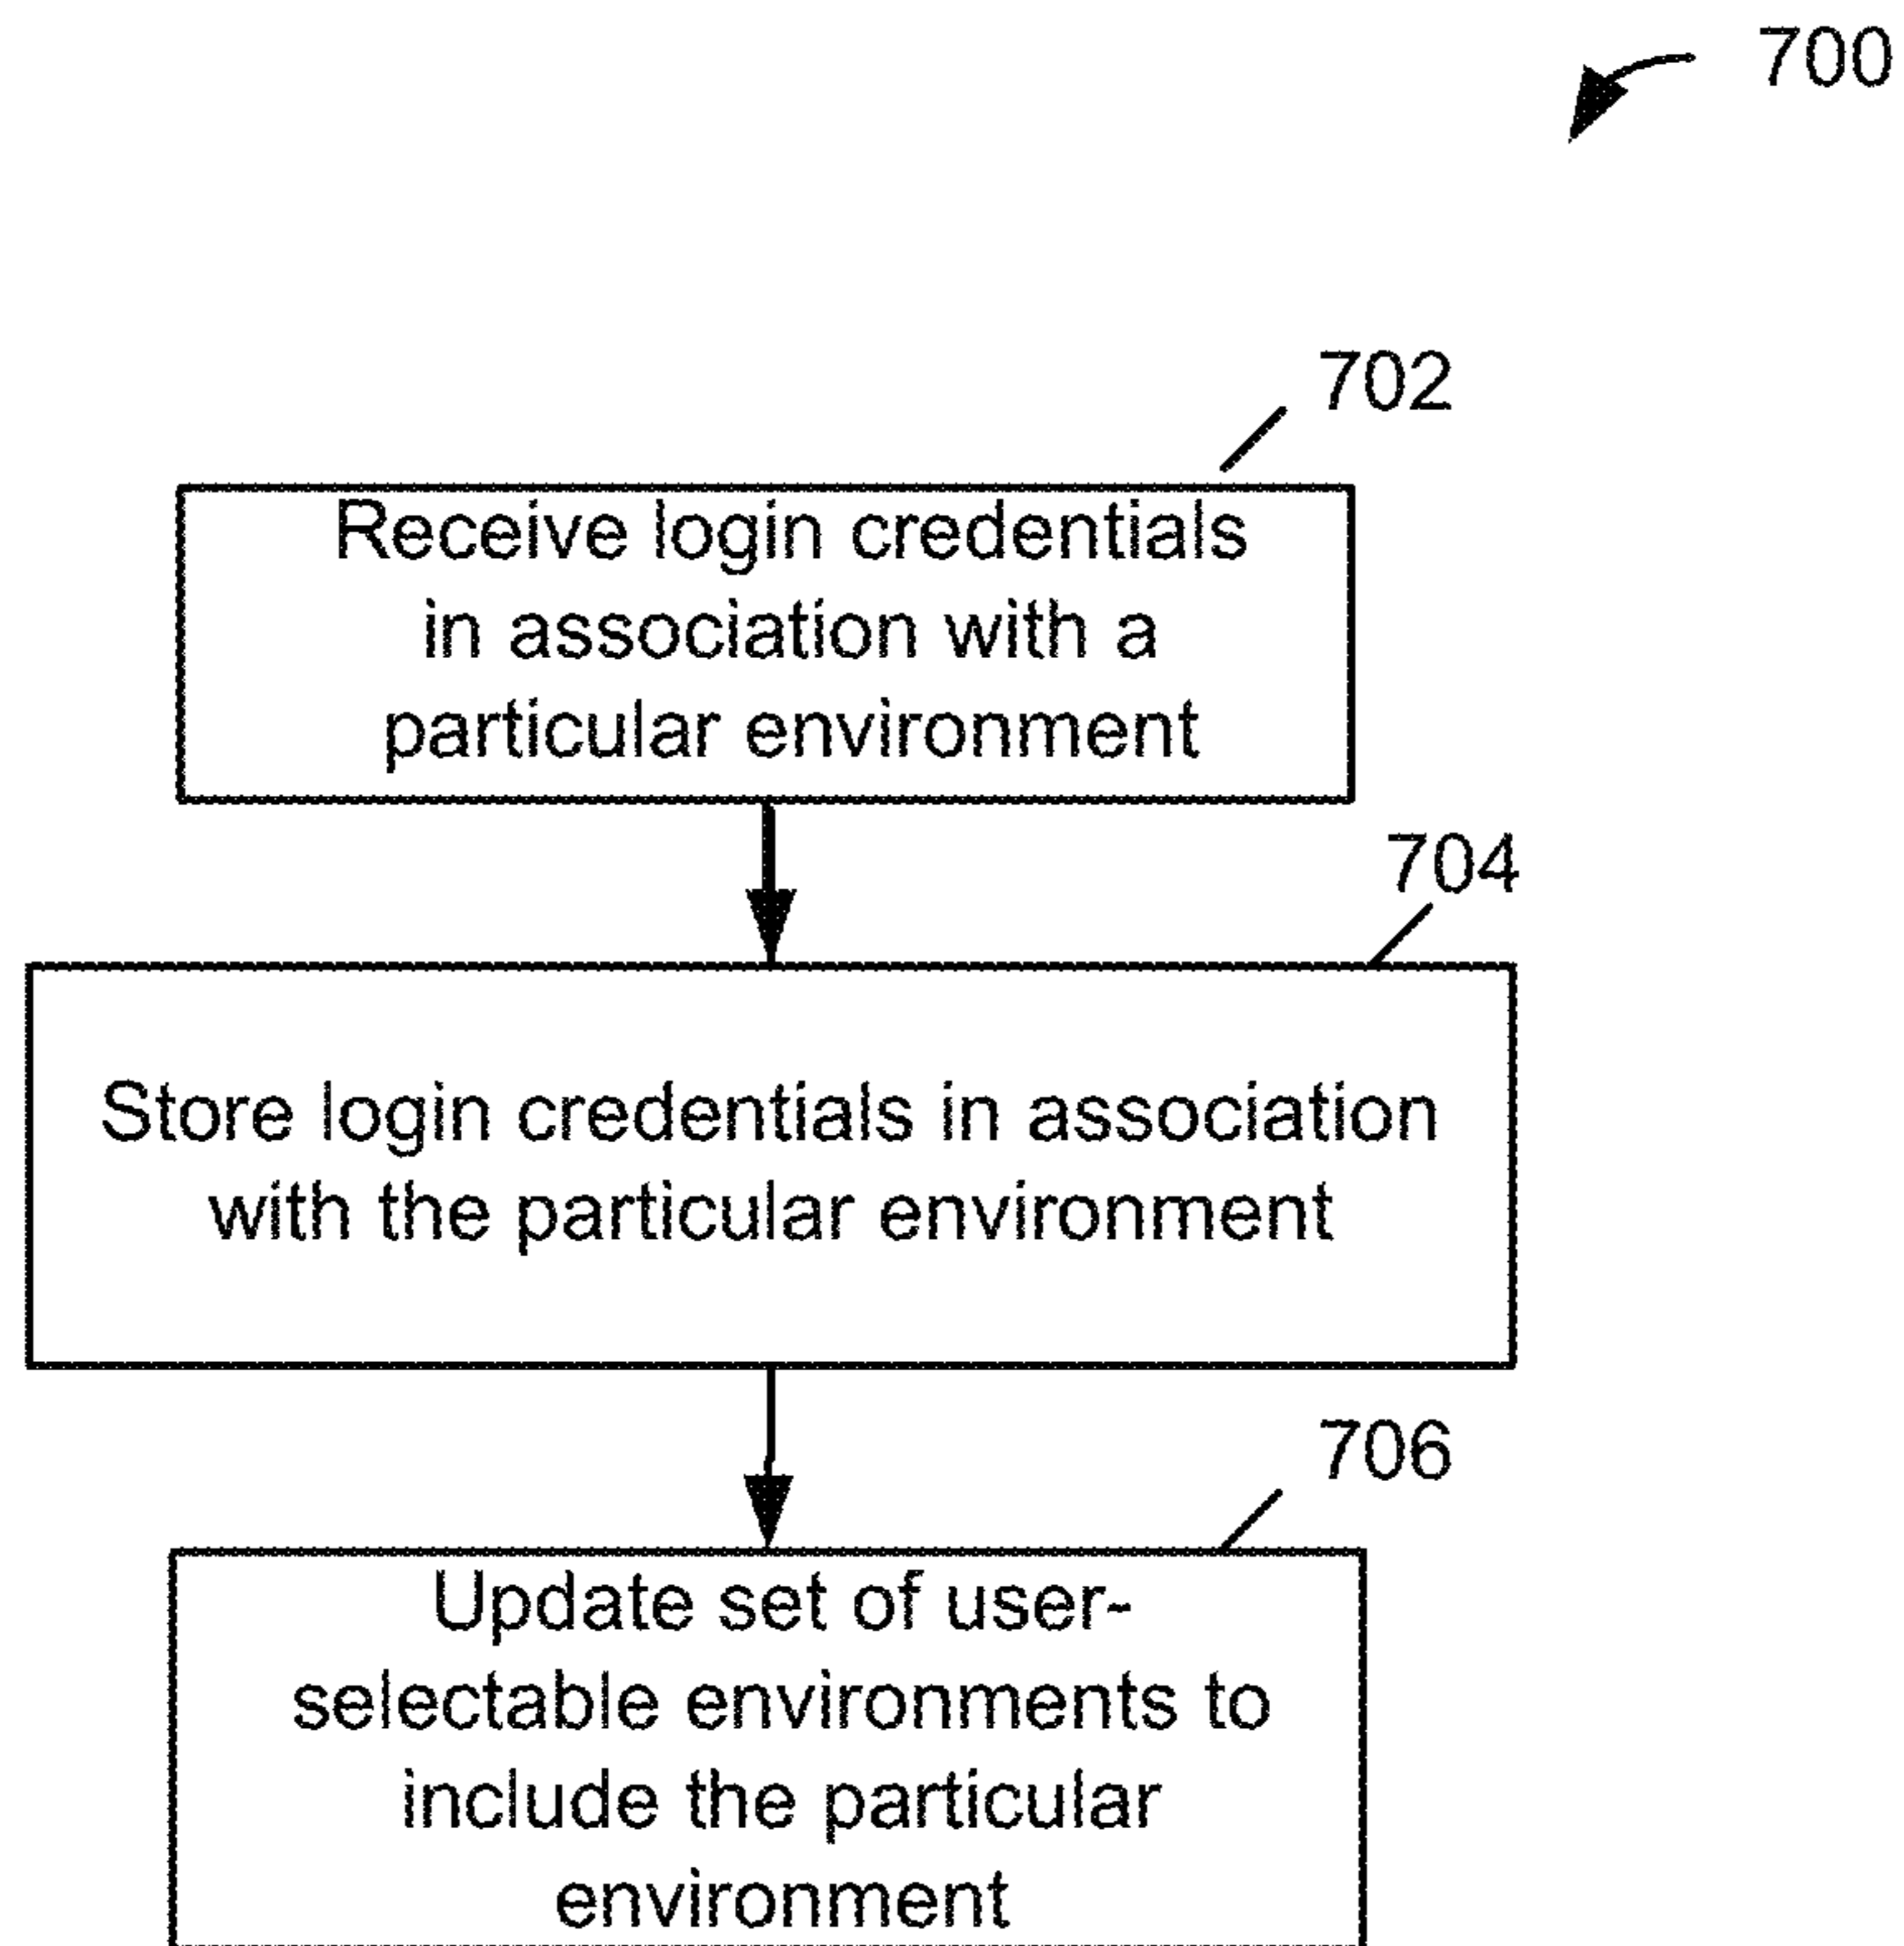 700
702
Receive login credentials
in association with a
particular environment
704
Store login credentials in association
with the particular environment
706
Update set of user-
selectable environments to
include the particular
environment